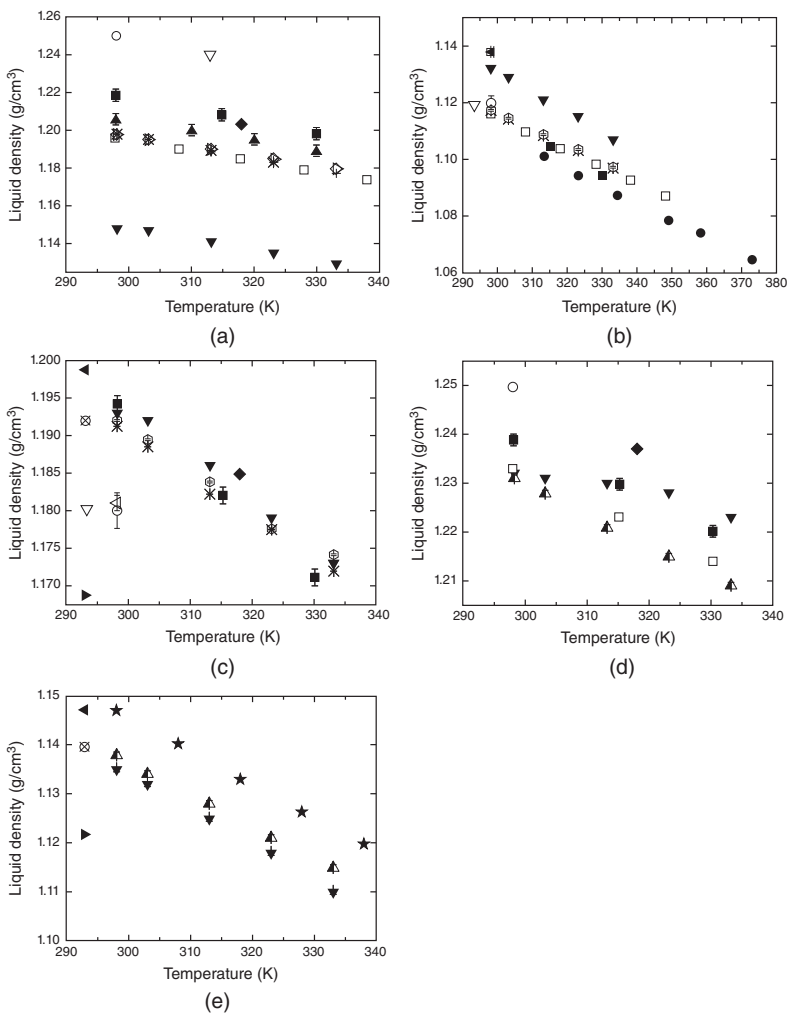 1.26
1.24
1.22
1.20
1.18
1.16
1.14
290 300 310 320 330 340
Liquid density (g/cm³)
Temperature (K)
(a)
1.14
1.12
1.10
1.08
1.06
290 300 310 320 330 340 350 360 370 380
Liquid density (g/cm³)
Temperature (K)
(b)
1.200
1.195
1.190
1.185
1.180
1.175
1.170
290 300 310 320 330 340
Liquid density (g/cm³)
Temperature (K)
(c)
1.25
1.24
1.23
1.22
1.21
290 300 310 320 330 340
Liquid density (g/cm³)
Temperature (K)
(d)
1.15
1.14
1.13
1.12
1.11
1.10
290 300 310 320 330 340
Liquid density (g/cm³)
Temperature (K)
(e)